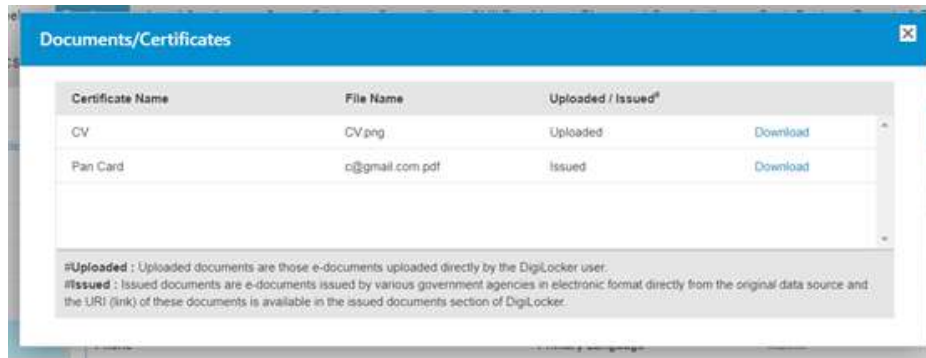 Documents/Certificates
Certificate Name File Name Uploaded / Issued#
CV CV.png Uploaded Download
Pan Card c@gmail.com.pdf Issued Download
#Uploaded : Uploaded documents are those e-documents uploaded directly by the DigiLocker user.
#Issued : Issued documents are e-documents issued by various government agencies in electronic format directly from the original data source and
the URI (link) of these documents is available in the issued documents section of DigiLocker.